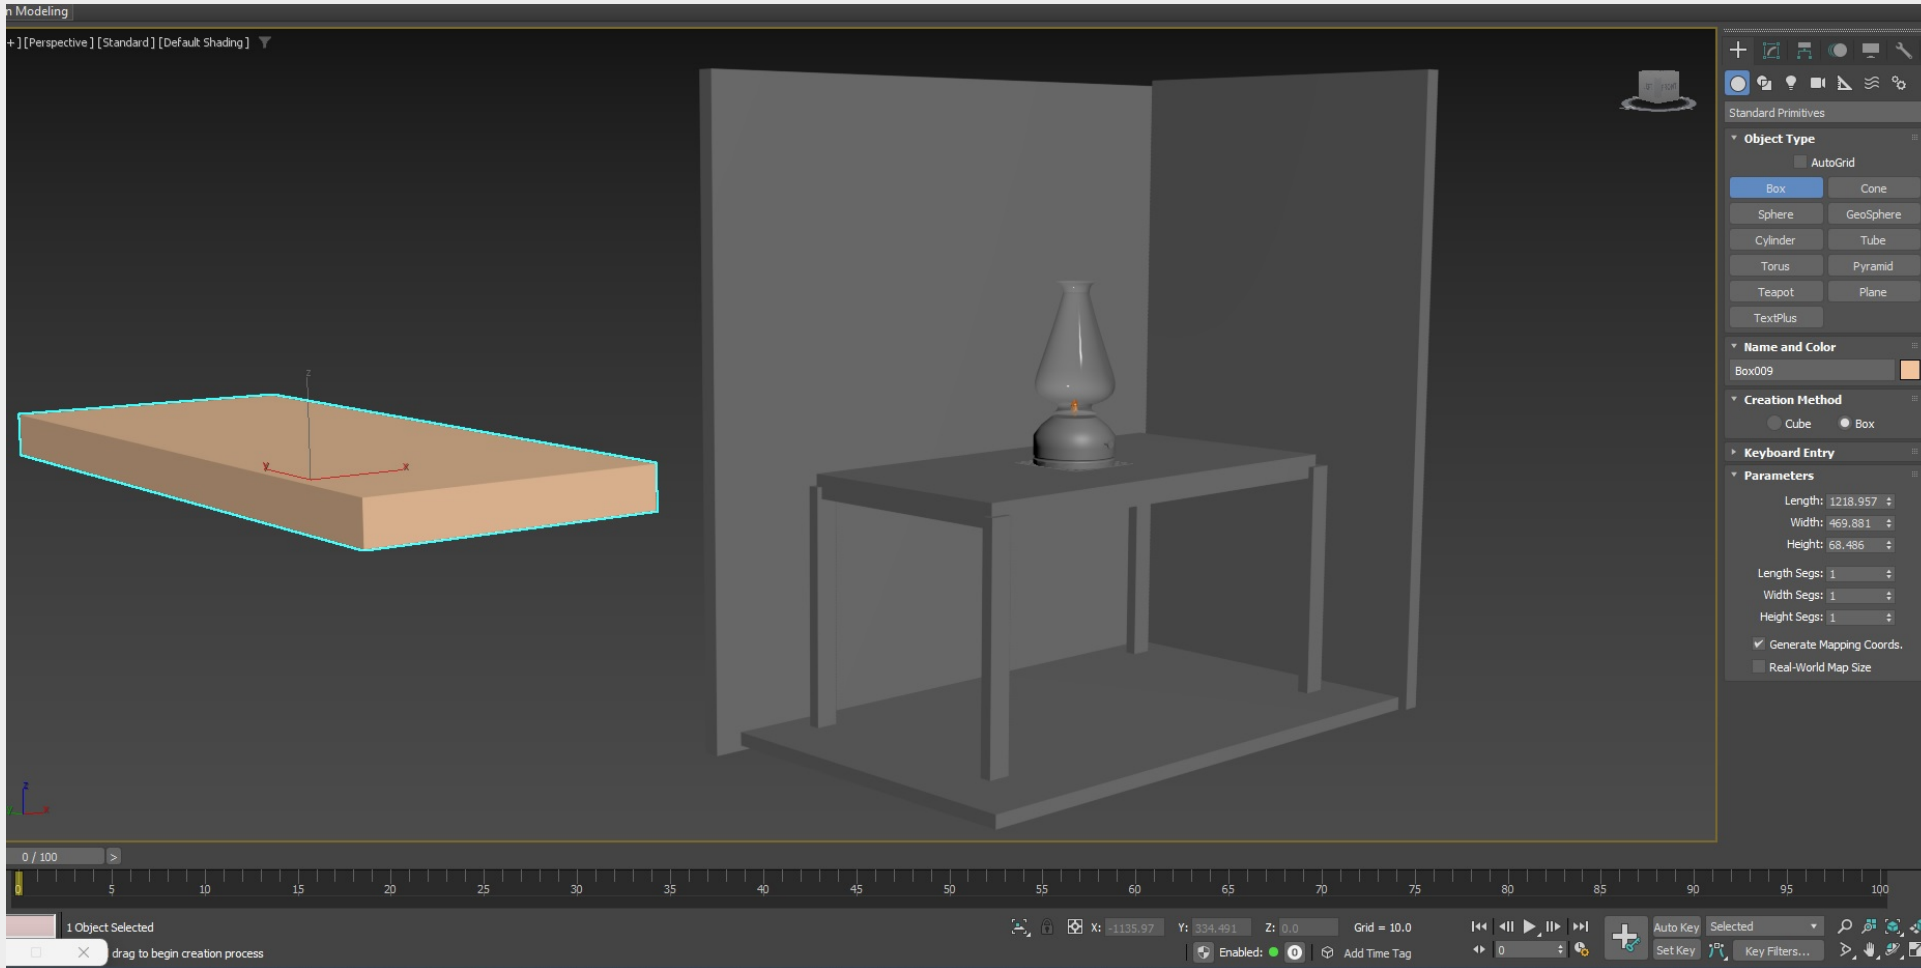 n Modeling
+ ] [Perspective ] [Standard ] [Default Shading ]
FRONT
Standard Primitives
Object Type
AutoGrid
Box Cone
Sphere GeoSphere
Cylinder Tube
Torus Pyramid
Teapot Plane
TextPlus
Name and Color
Box009
Creation Method
Cube Box
Keyboard Entry
Parameters
Length: 1218.957
Width: 469.881
Height: 68.486
Length Segs: 1
Width Segs: 1
Height Segs: 1
Generate Mapping Coords.
Real-World Map Size
z
y x
z
x
0 / 100 >
0 5 10 15 20 25 30 35 40 45 50 55 60 65 70 75 80 85 90 95 100
1 Object Selected X: -1135.97 Y: 334.491 Z: 0.0 Grid = 10.0 Auto Key Selected
drag to begin creation process Enabled: 0 Add Time Tag 0 Set Key Key Filters...